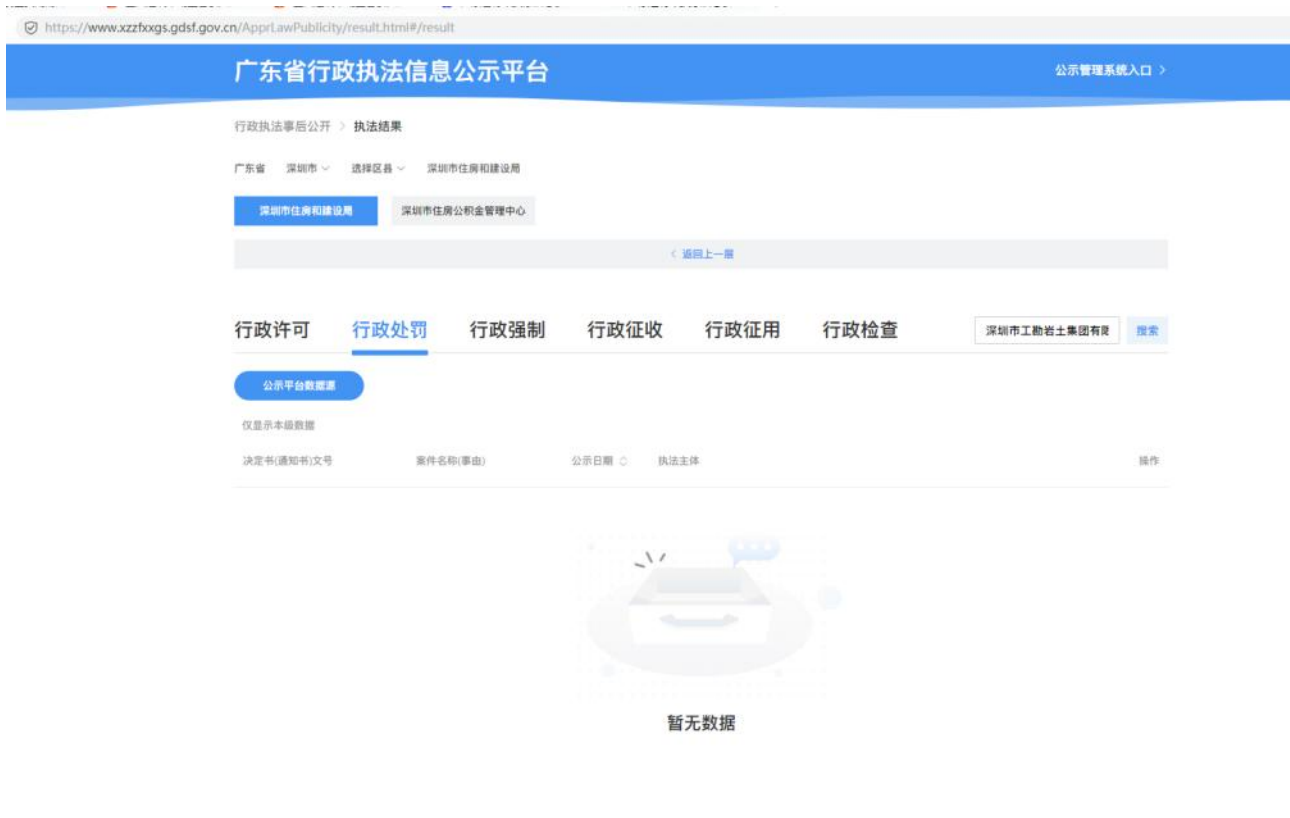 https://www.xzzfxxgs.gdsf.gov.cn/ApprLawPublicity/result.html#/result
广东省行政执法信息公示平台
公示管理系统入口 >
行政执法事后公开 > 执法结果
广东省 深圳市 选择区县 深圳市住房和建设局
深圳市住房和建设局 深圳市住房公积金管理中心
< 返回上一层
行政许可 行政处罚 行政强制 行政征收 行政征用 行政检查 深圳市工勘岩土集团有限 搜索
公示平台数据源
仅显示本级数据
决定书(通知书)文号 案件名称(事由) 公示日期 执法主体 操作
暂无数据